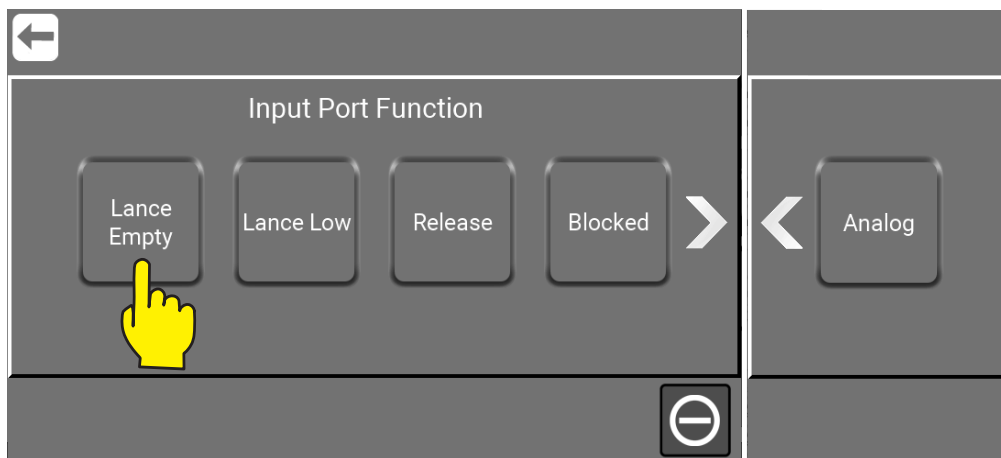 Input Port Function
Lance
Empty
Lance Low
Release
Blocked
Analog